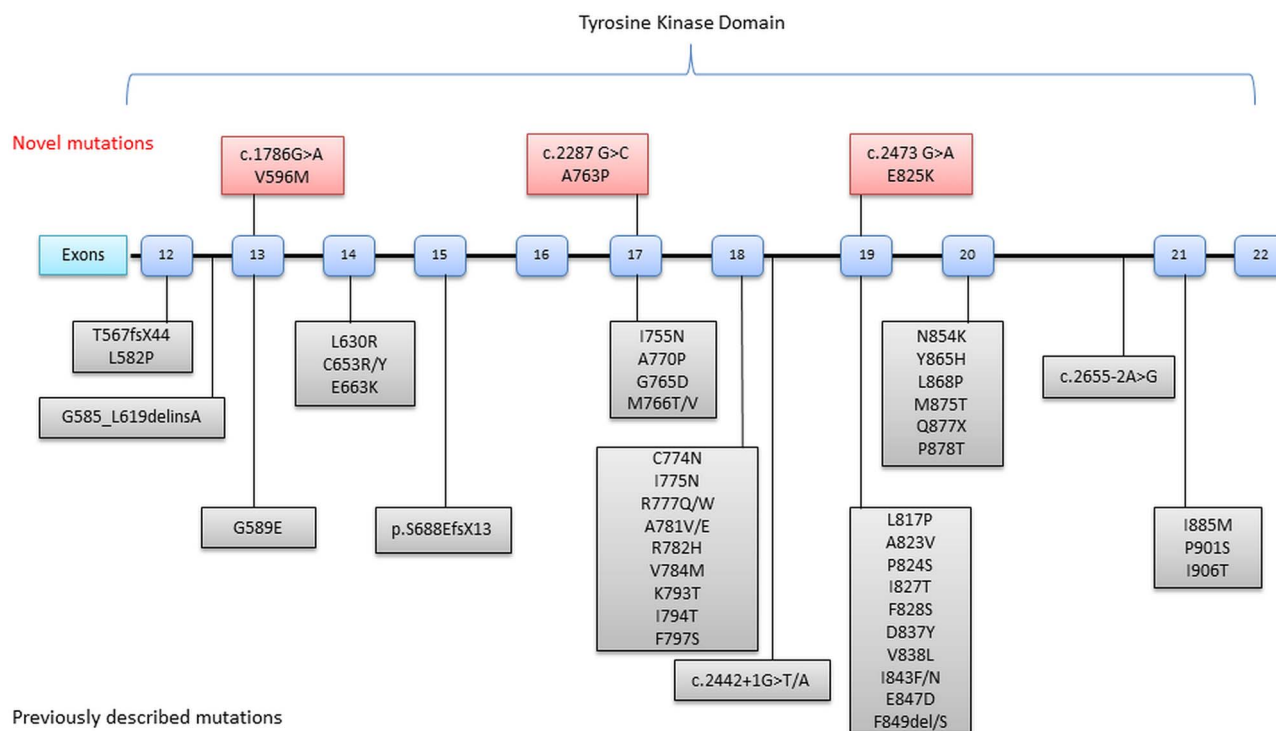 Tyrosine Kinase Domain
Novel mutations
c.1786G>A
V596M
c.2287 G>C
A763P
c.2473 G>A
E825K
Exons
12
13
14
15
16
17
18
19
20
21
22
T567fsX44
L582P
G585_L619delinsA
G589E
L630R
C653R/Y
E663K
p.S688EfsX13
I755N
A770P
G765D
M766T/V
C774N
I775N
R777Q/W
A781V/E
R782H
V784M
K793T
I794T
F797S
c.2442+1G>T/A
L817P
A823V
P824S
I827T
F828S
D837Y
V838L
I843F/N
E847D
F849del/S
N854K
Y865H
L868P
M875T
Q877X
P878T
c.2655-2A>G
I885M
P901S
I906T
Previously described mutations